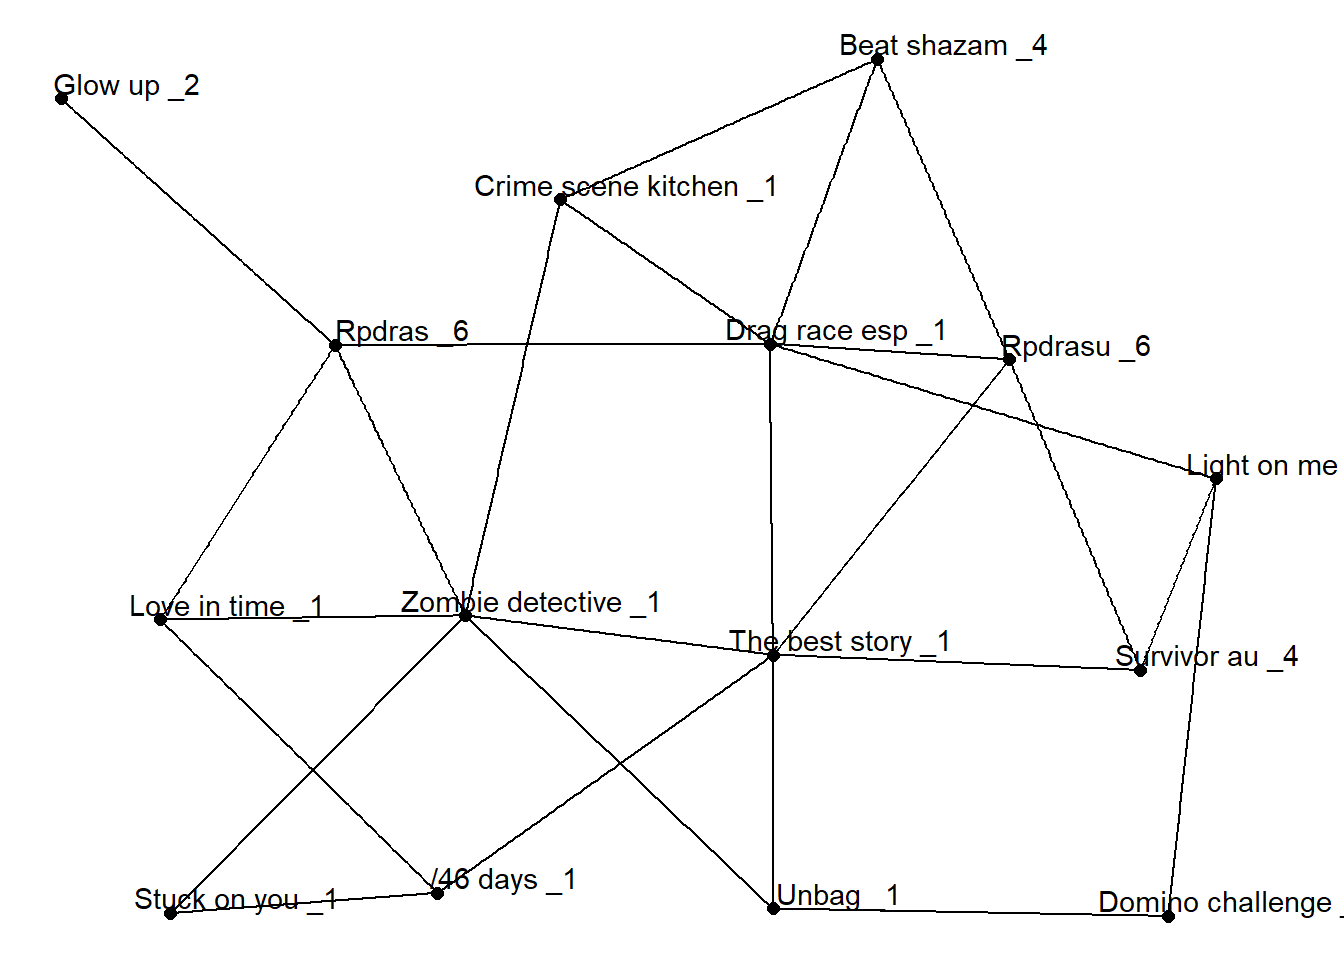 Beat shazam _4
Glow up _2
Crime scene kitchen _1
Rpdras _6
Drag race esp _1
Rpdrasu _6
Light on me
Love in time _1
Zombie detective _1
The best story _1
Survivor au _4
/46 days _1
Stuck on you _1
Unbag _1
Domino challenge _